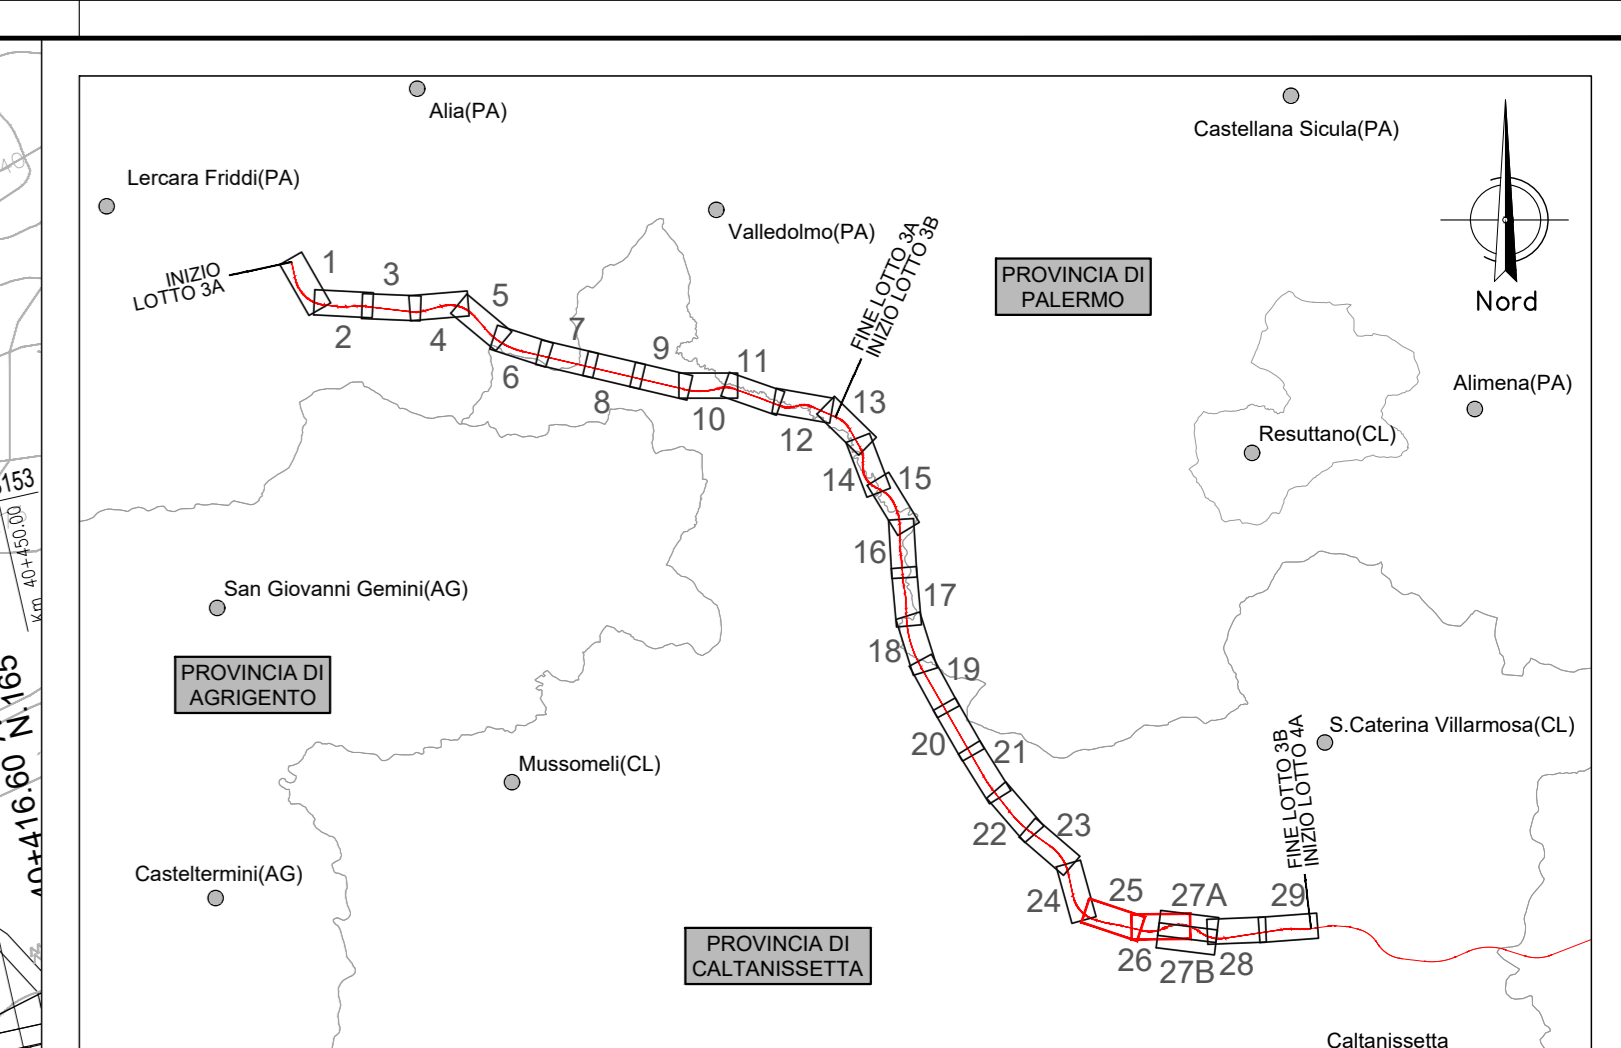 Alia(PA)
Castellana Sicula(PA)
Lercara Friddi(PA)
Valledolmo(PA)
INIZIO
LOTTO 3A
FINE LOTTO 3A
INIZIO LOTTO 3B
PROVINCIA DI
PALERMO
Nord
1
2
3
4
5
6
7
8
9
10
11
12
13
14
15
16
17
18
19
20
21
22
23
24
25
26
27A
27B
28
29
Alimena(PA)
Resuttano(CL)
San Giovanni Gemini(AG)
PROVINCIA DI
AGRIGENTO
Mussomeli(CL)
S.Caterina Villarmosa(CL)
FINE LOTTO 3B
INIZIO LOTTO 4A
Casteltermini(AG)
PROVINCIA DI
CALTANISSETTA
Caltanissetta
153
Km 40+450.00
40+416.60 N.165